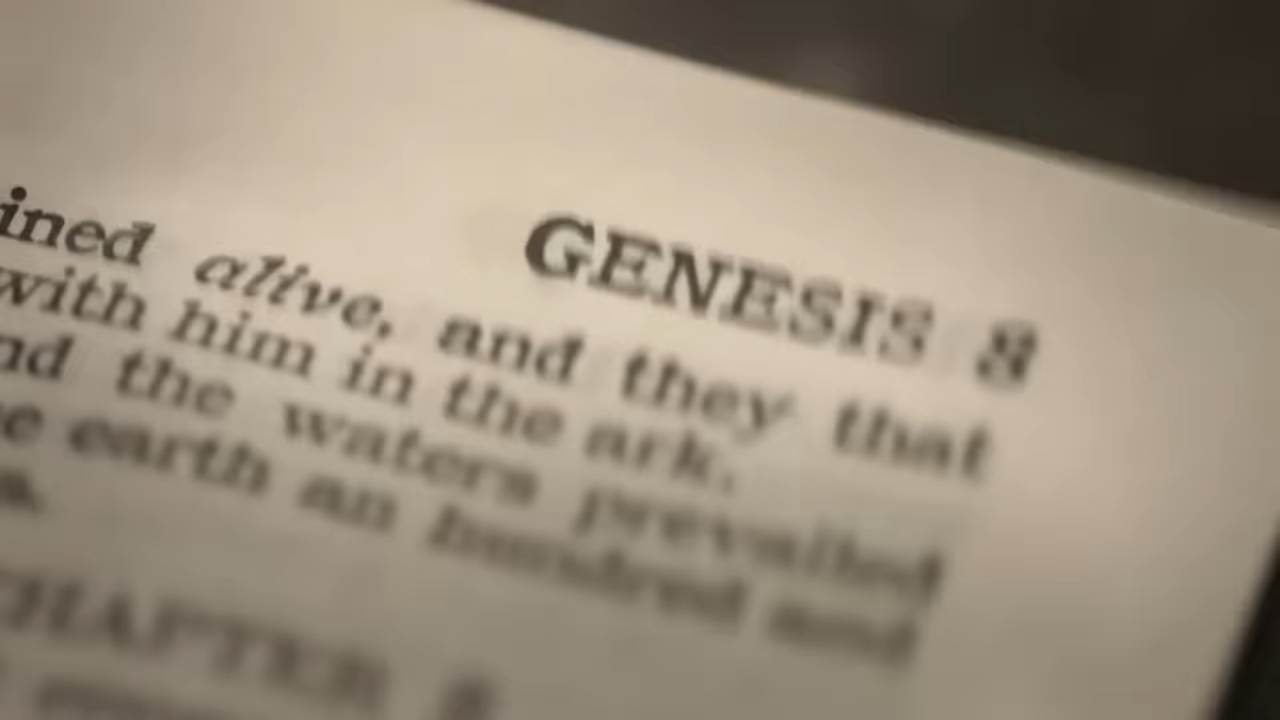 GENESIS 8
ined alive, and they that
with him in the ark.
nd the waters prevailed
e earth an hundred and
s.
CHAPTER 8